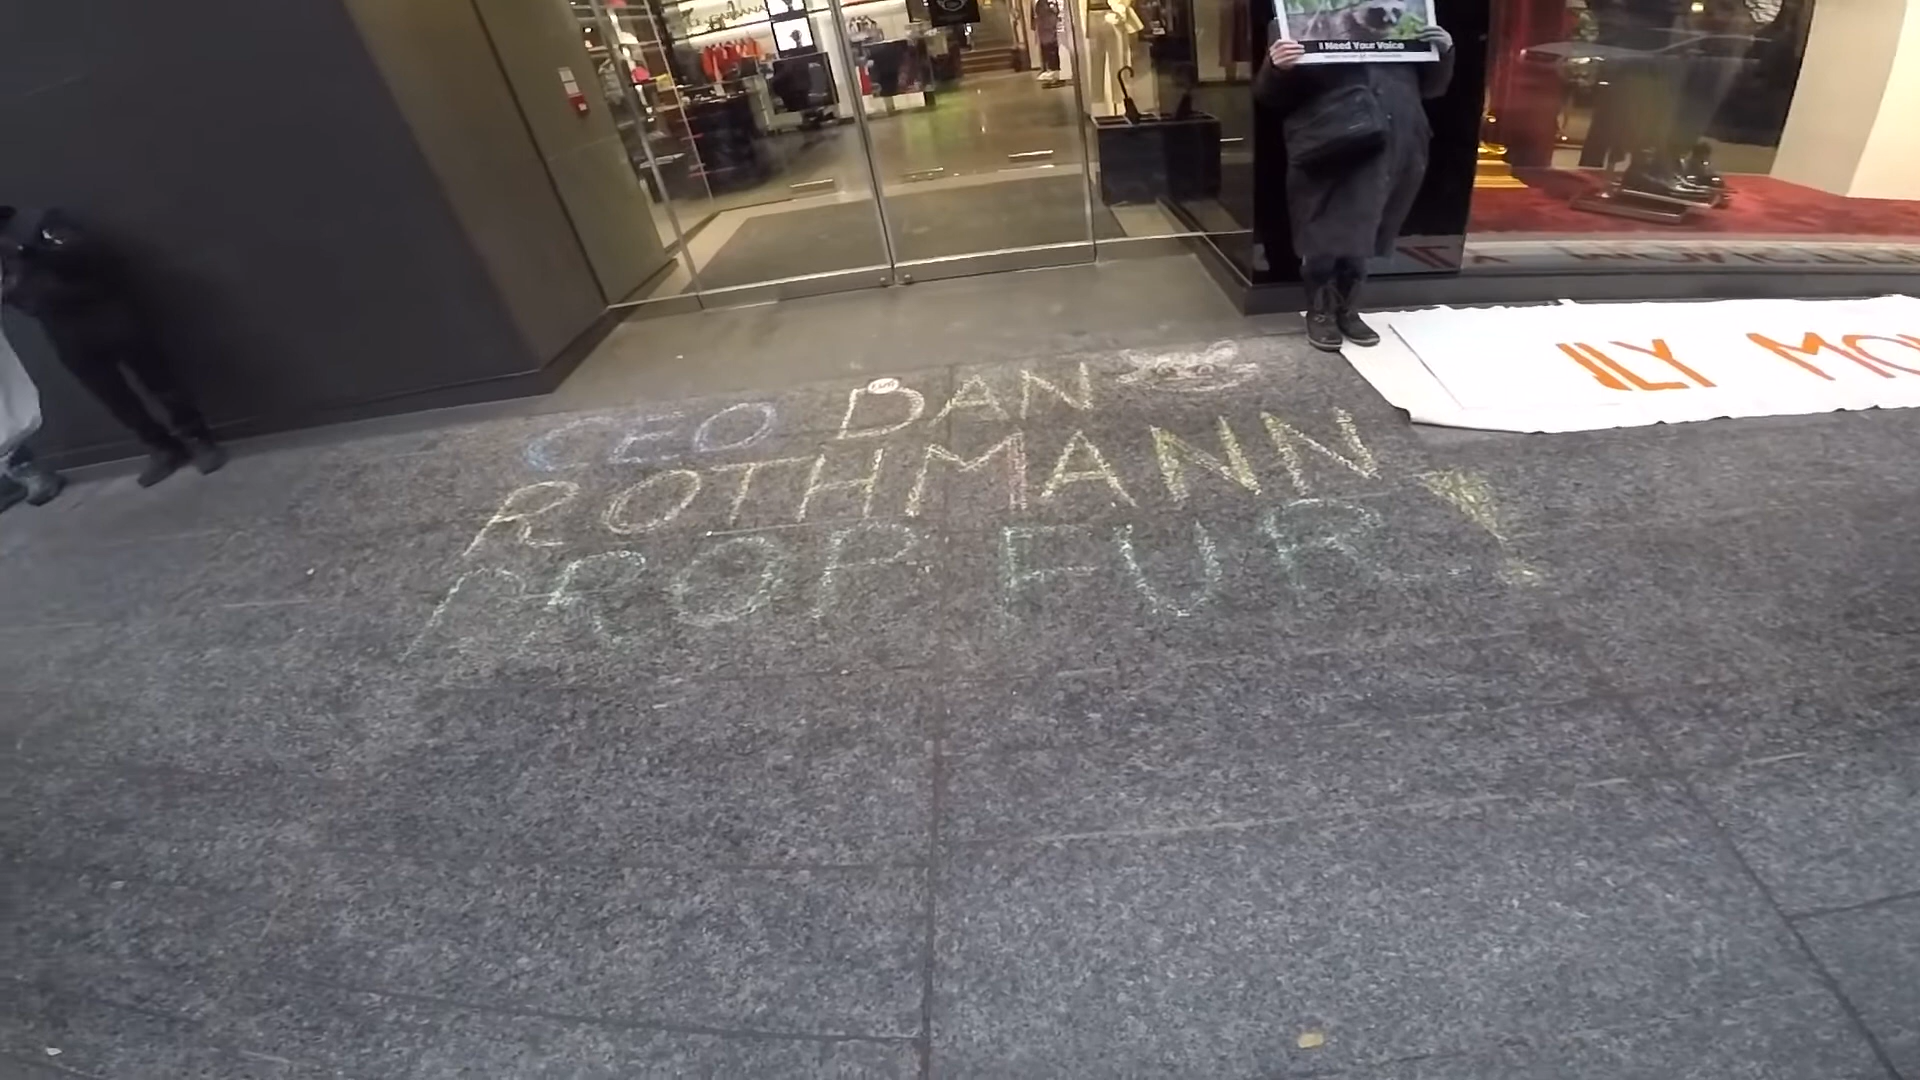 I Need Your Voice
CEO DAN
ROTHMANN
DROP FUR
ILY MO